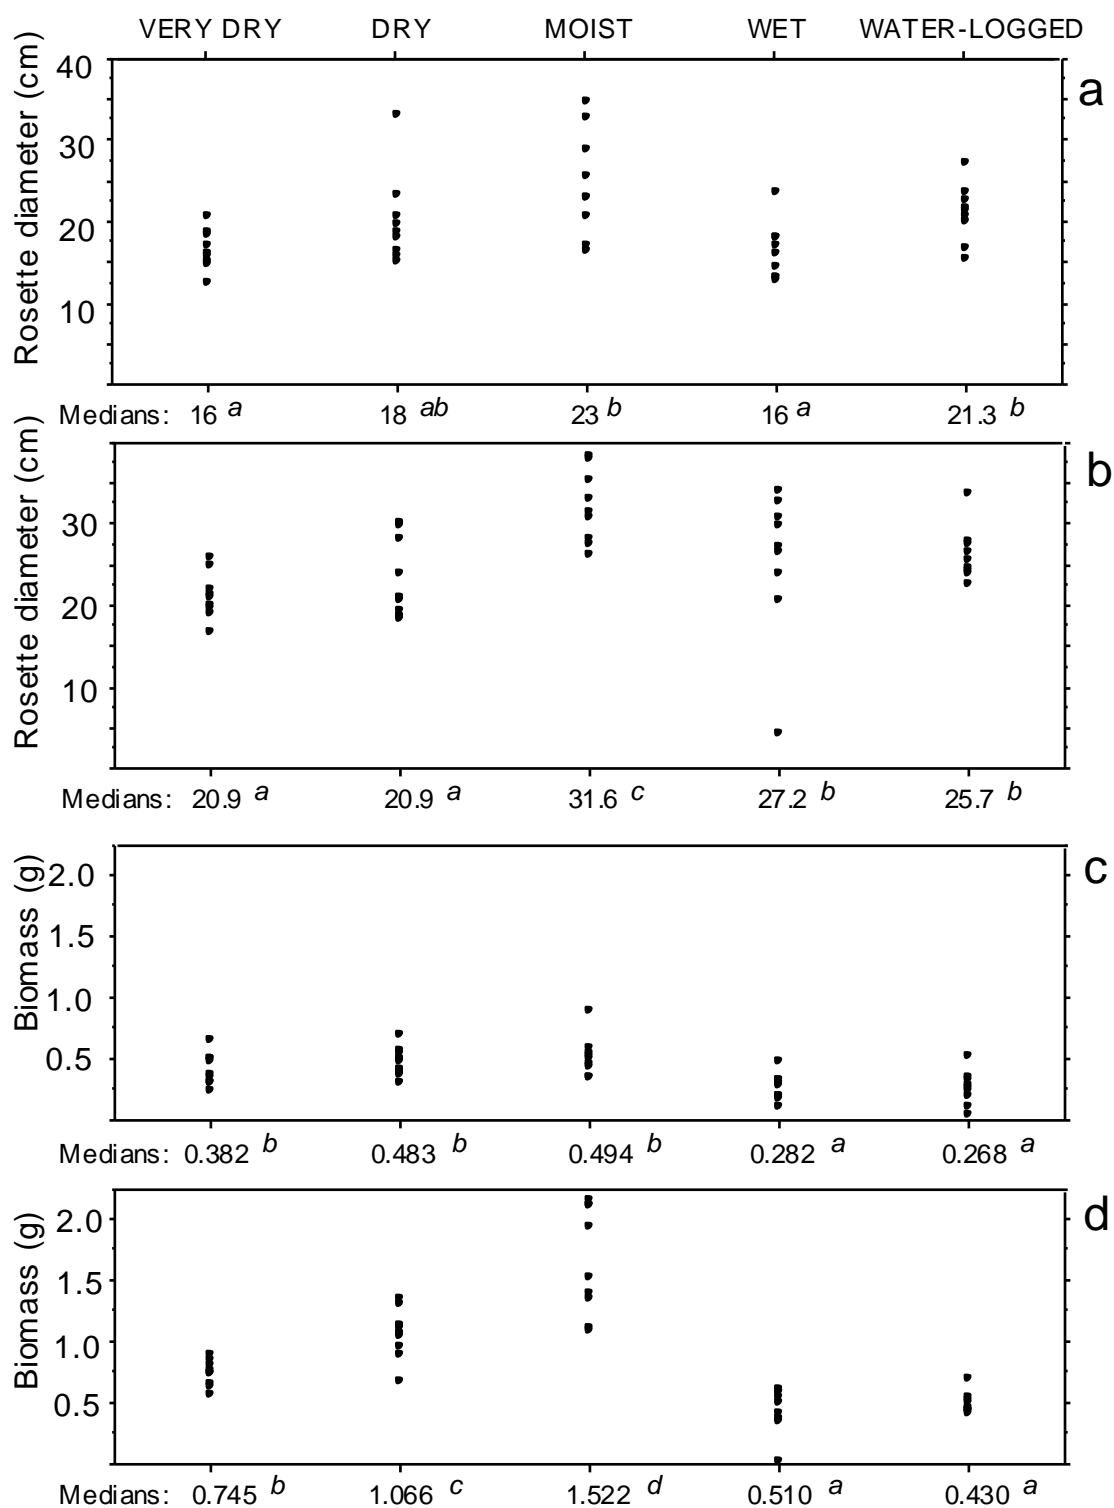 VERY DRY DRY MOIST WET WATER-LOGGED
Rosette diameter (cm)
40
30
20
10
a
Medians: 16 a 18 ab 23 b 16 a 21.3 b
Rosette diameter (cm)
30
20
10
b
Medians: 20.9 a 20.9 a 31.6 c 27.2 b 25.7 b
Biomass (g)
2.0
1.5
1.0
0.5
c
Medians: 0.382 b 0.483 b 0.494 b 0.282 a 0.268 a
Biomass (g)
2.0
1.5
1.0
0.5
d
Medians: 0.745 b 1.066 c 1.522 d 0.510 a 0.430 a